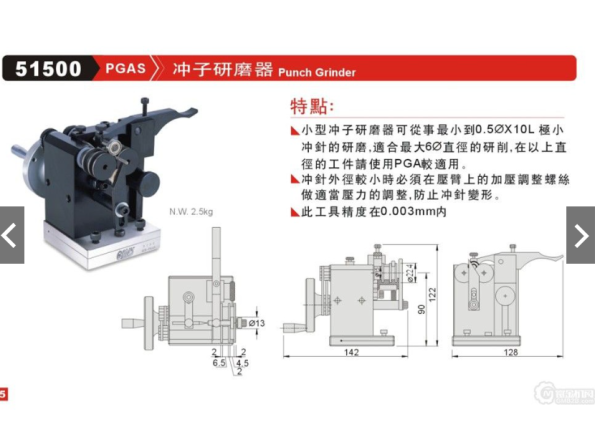 51500 PGAS 冲子研磨器 Punch Grinder
特點:
小型冲子研磨器可從事最小到0.5ØX10L 極小
冲針的研磨,適合最大6Ø直徑的研削,在以上直
徑的工件請使用PGA較適用。
冲針外徑較小時必須在壓臂上的加壓調整螺絲
做適當壓力的調整,防止冲針變形。
此工具精度在0.003mm内
N.W. 2.5kg
Ø13
2
2
6.5
4.5
2
142
Ø22.4
90
122
128
5